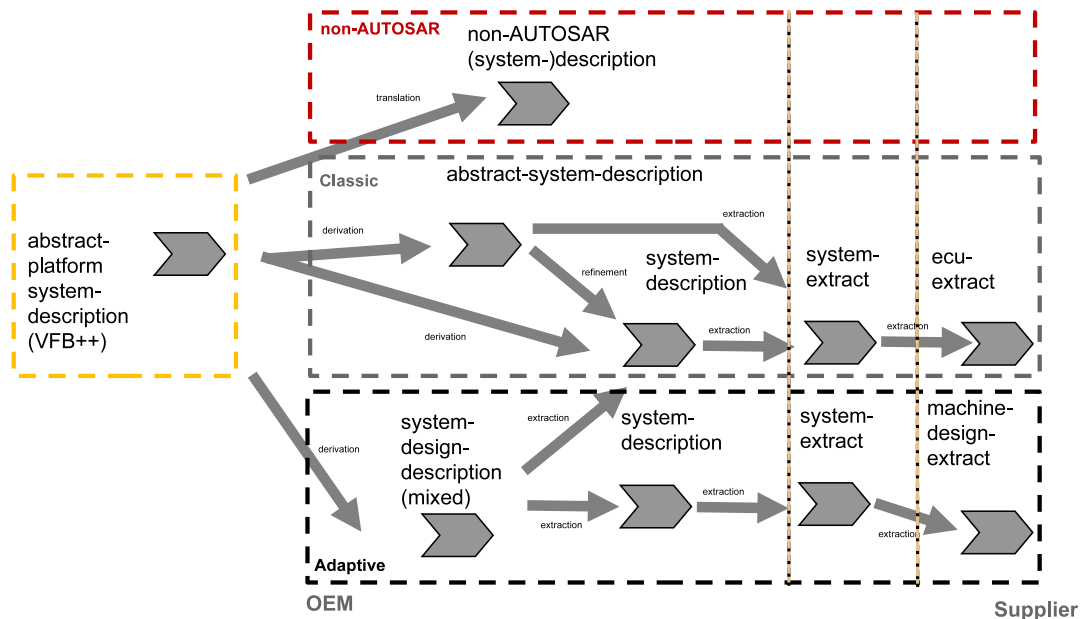 non-AUTOSAR
non-AUTOSAR
(system-)description
translation
Classic
abstract-system-description
abstract-
platform
system-
description
(VFB++)
derivation
extraction
refinement
system-
description
system-
extract
ecu-
extract
derivation
extraction
extraction
derivation
system-
design-
description
(mixed)
extraction
system-
description
system-
extract
machine-
design-
extract
extraction
extraction
extraction
Adaptive
OEM
Supplier